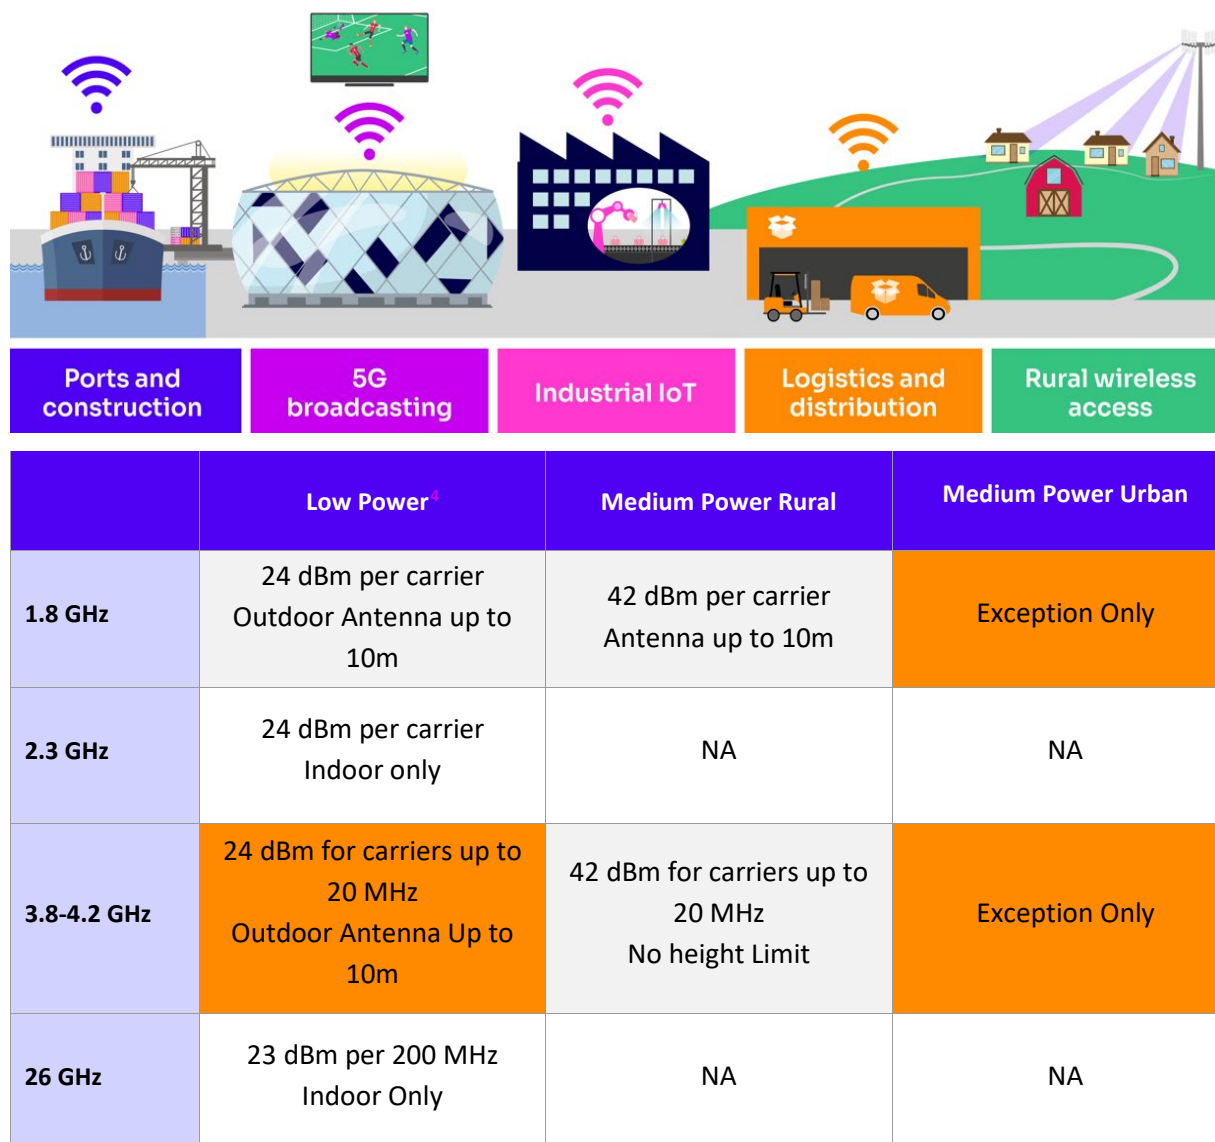 Ports and
construction
5G
broadcasting
Industrial IoT
Logistics and
distribution
Rural wireless
access
Low Power4
Medium Power Rural
Medium Power Urban
1.8 GHz
24 dBm per carrier
Outdoor Antenna up to
10m
42 dBm per carrier
Antenna up to 10m
Exception Only
2.3 GHz
24 dBm per carrier
Indoor only
NA
NA
3.8-4.2 GHz
24 dBm for carriers up to
20 MHz
Outdoor Antenna Up to
10m
42 dBm for carriers up to
20 MHz
No height Limit
Exception Only
26 GHz
23 dBm per 200 MHz
Indoor Only
NA
NA